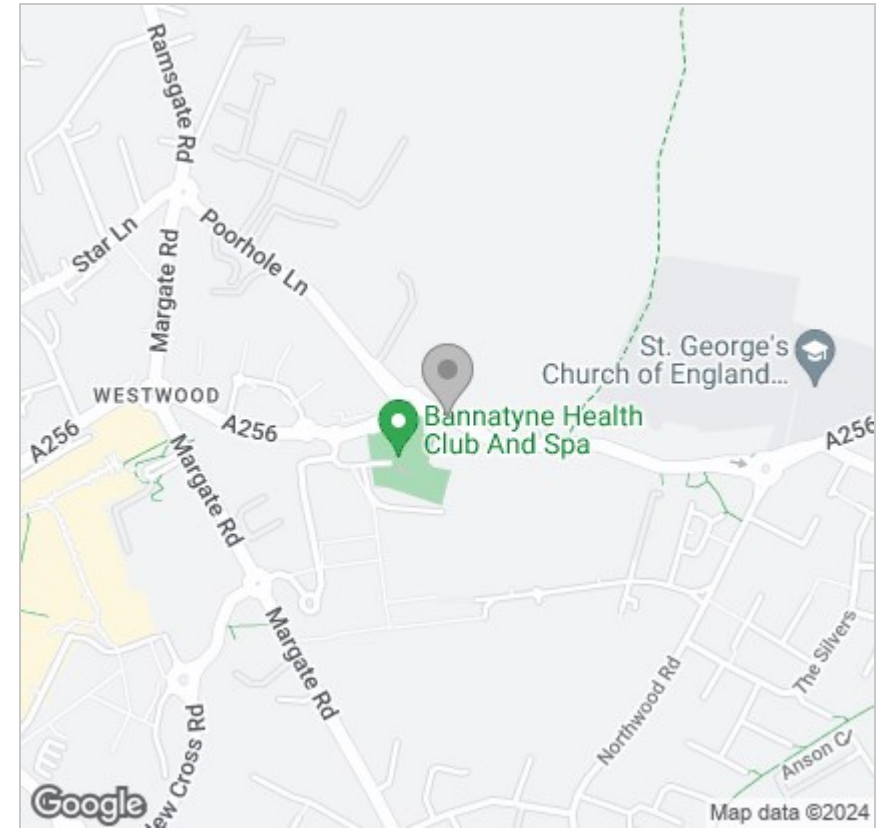 Ramsgate Rd
Star Ln
Poorhole Ln
Margate Rd
St. George's
Church of England...
WESTWOOD
A256
A256
Bannatyne Health
Club And Spa
A256
Margate Rd
The Silvers
Margate Rd
Northwood Rd
Anson C
ew Cross Rd
Google
Map data ©2024